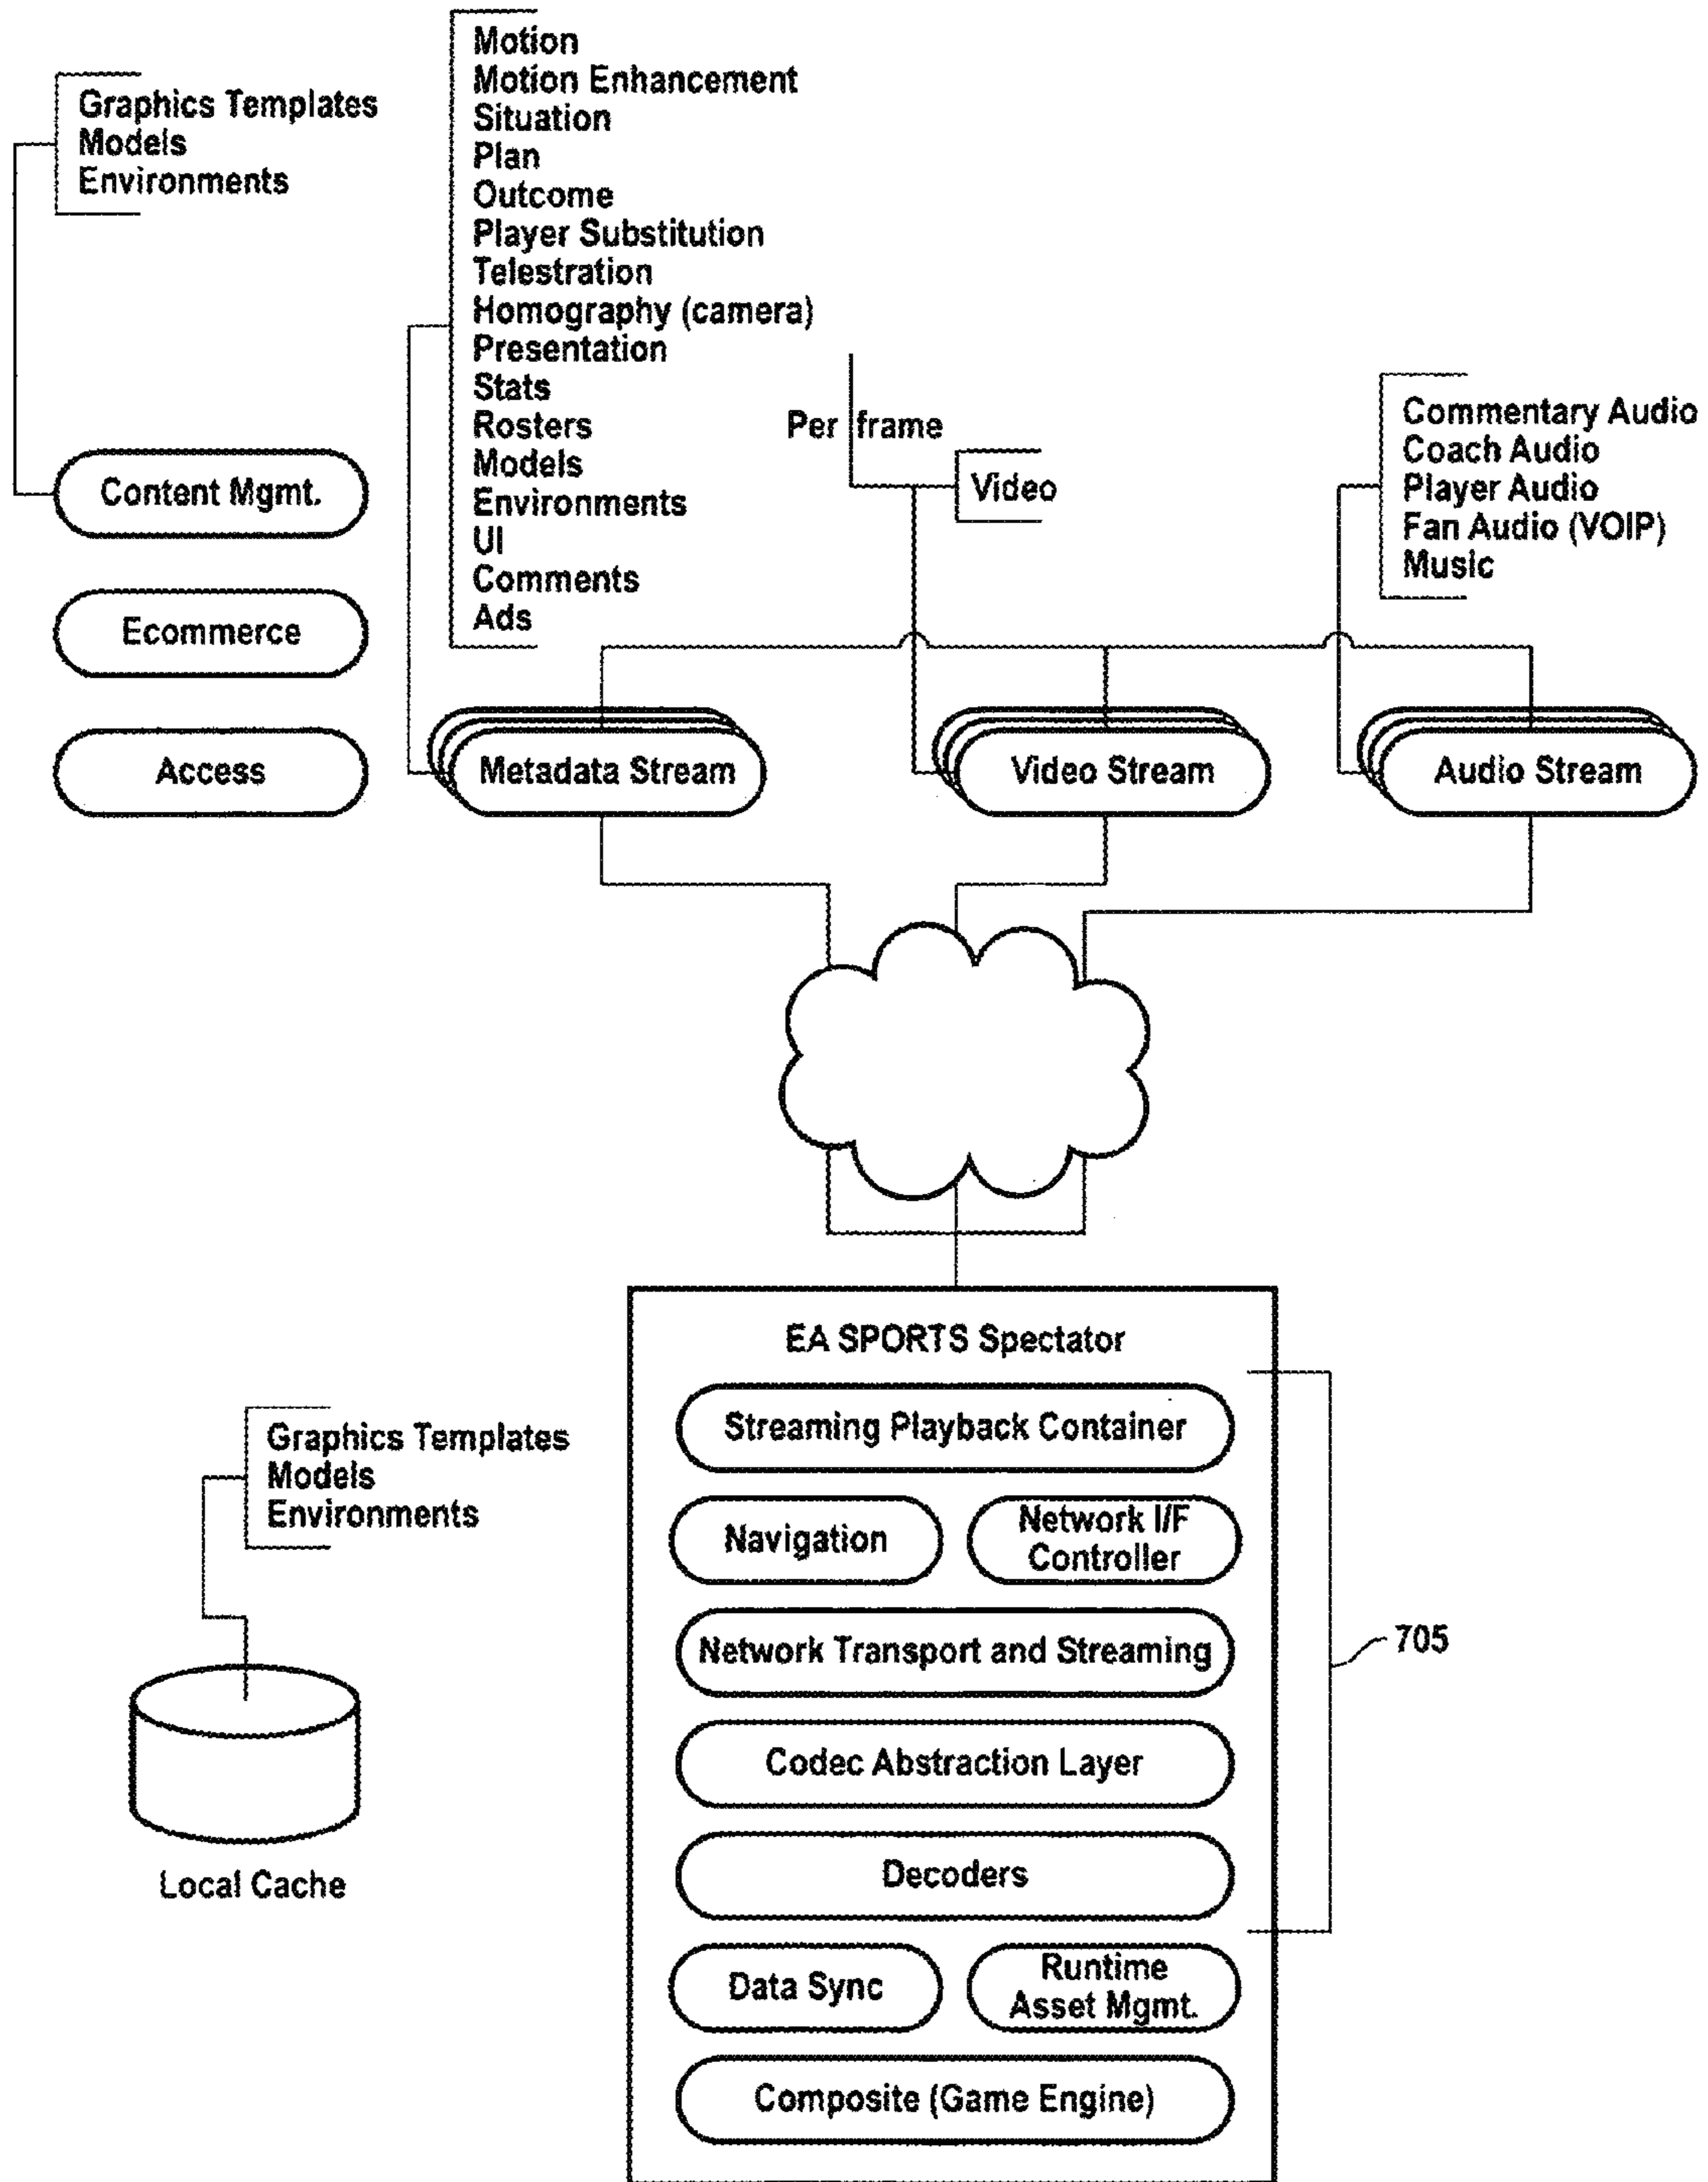 Graphics Templates
Models
Environments
Motion
Motion Enhancement
Situation
Plan
Outcome
Player Substitution
Telestration
Homography (camera)
Presentation
Stats
Rosters
Models
Environments
UI
Comments
Ads
Per frame
Video
Commentary Audio
Coach Audio
Player Audio
Fan Audio (VOIP)
Music
Content Mgmt.
Ecommerce
Access
Metadata Stream
Video Stream
Audio Stream
EA SPORTS Spectator
Streaming Playback Container
Navigation
Network I/F
Controller
Network Transport and Streaming
Codec Abstraction Layer
Decoders
Data Sync
Runtime
Asset Mgmt.
Composite (Game Engine)
705
Graphics Templates
Models
Environments
Local Cache